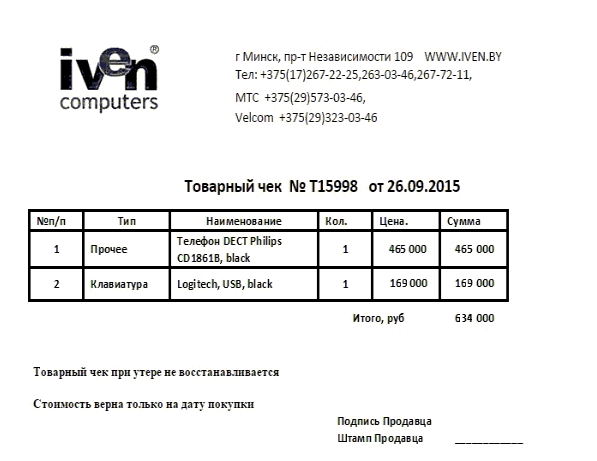 iven®
computers
г Минск, пр-т Независимости 109 WWW.IVEN.BY
Тел: +375(17)267-22-25,263-03-46,267-72-11,
МТС +375(29)573-03-46,
Velcom +375(29)323-03-46
Товарный чек № Т15998 от 26.09.2015
№п/п Тип Наименование Кол. Цена. Сумма
1 Прочее Телефон DECT Philips CD1861B, black 1 465 000 465 000
2 Клавиатура Logitech, USB, black 1 169 000 169 000
Итого, руб 634 000
Товарный чек при утере не восстанавливается
Стоимость верна только на дату покупки
Подпись Продавца
Штамп Продавца ____________